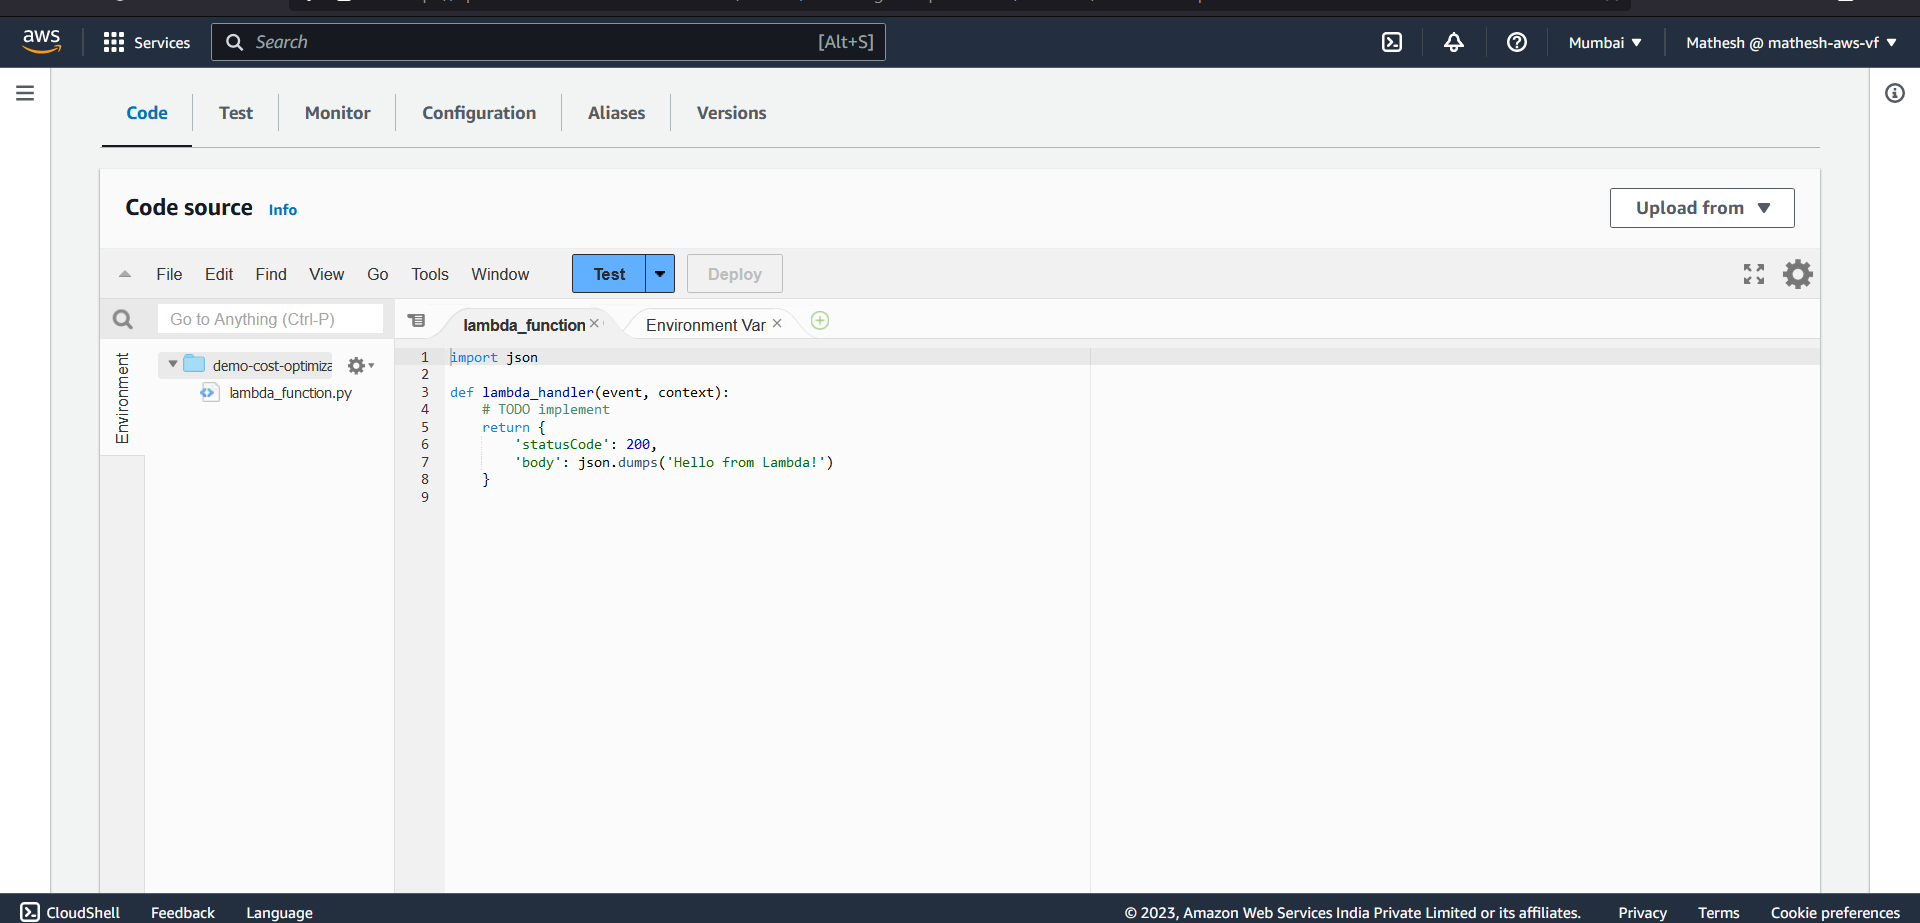 aws
Services
Search
[Alt+S]
Mumbai
Mathesh @ mathesh-aws-vf
Code
Test
Monitor
Configuration
Aliases
Versions
Code source
Info
Upload from
File
Edit
Find
View
Go
Tools
Window
Test
Deploy
Go to Anything (Ctrl-P)
lambda_function
Environment Var
Environment
demo-cost-optimiza
lambda_function.py
1 import json
2
3 def lambda_handler(event, context):
4 # TODO implement
5 return {
6 'statusCode': 200,
7 'body': json.dumps('Hello from Lambda!')
8 }
9
CloudShell
Feedback
Language
© 2023, Amazon Web Services India Private Limited or its affiliates.
Privacy
Terms
Cookie preferences